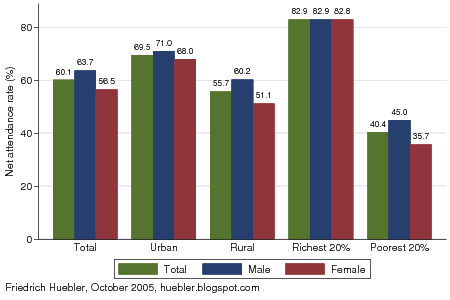 82.9 82.9 82.8
80
69.5 71.0 68.0
60.1 63.7 56.5
55.7 60.2 51.1
40.4 45.0 35.7
60
40
20
0
Net attendance rate (%)
Total Urban Rural Richest 20% Poorest 20%
Total Male Female
Friedrich Huebler, October 2005, huebler.blogspot.com